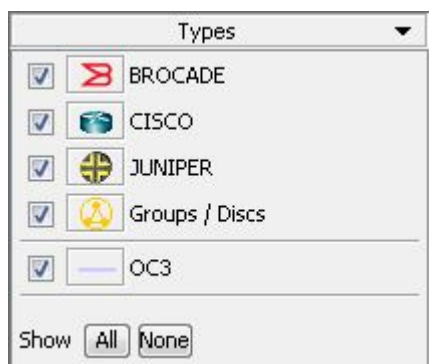 Types
BROCADE
CISCO
JUNIPER
Groups / Discs
OC3
Show All None